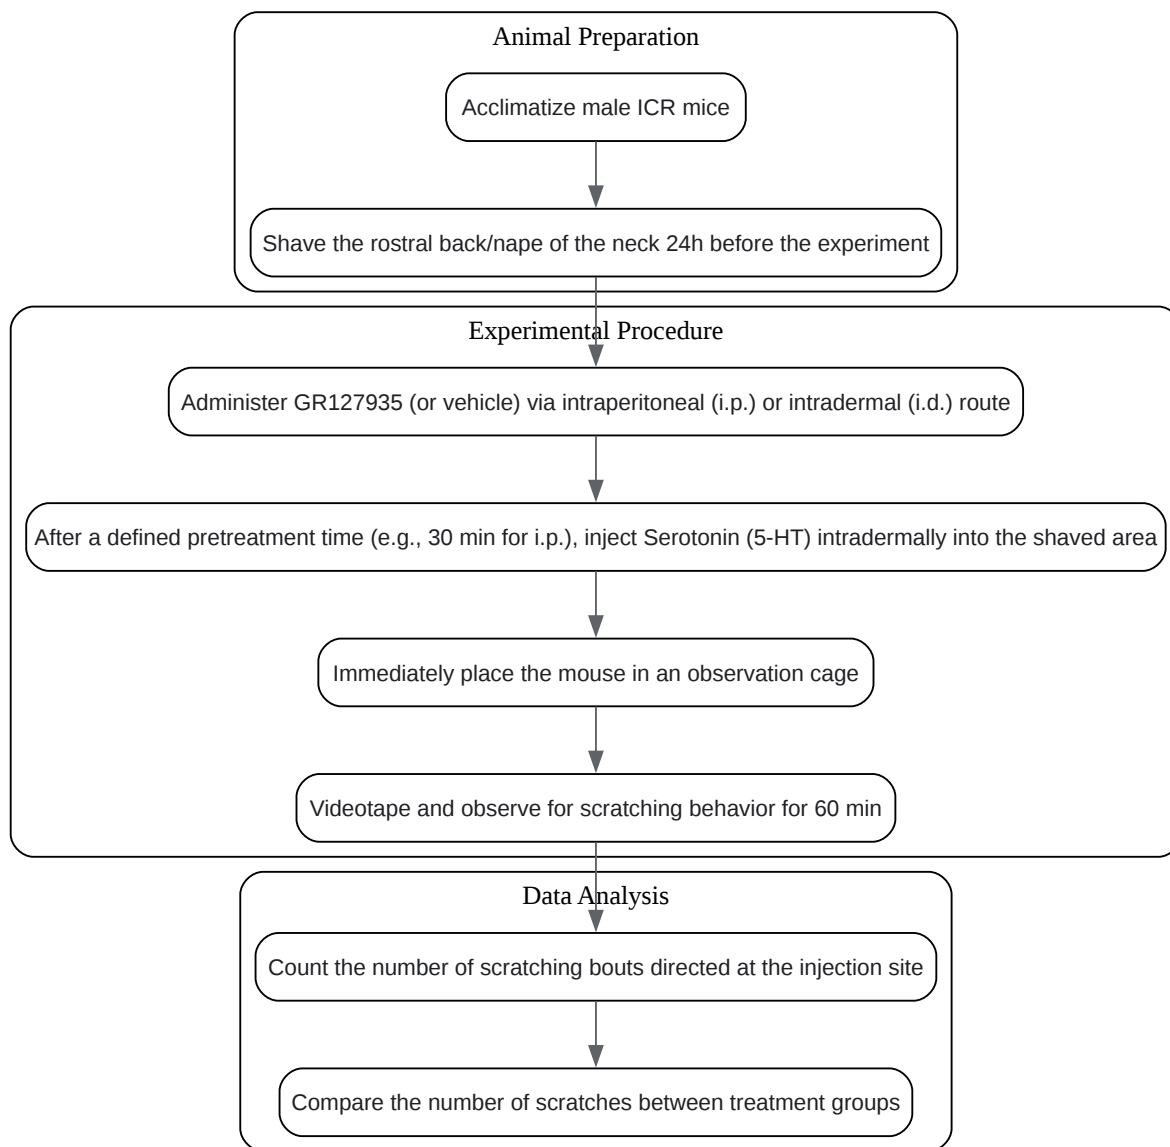 Animal Preparation
Acclimatize male ICR mice
Shave the rostral back/nape of the neck 24h before the experiment
Experimental Procedure
Administer GR127935 (or vehicle) via intraperitoneal (i.p.) or intradermal (i.d.) route
After a defined pretreatment time (e.g., 30 min for i.p.), inject Serotonin (5-HT) intradermally into the shaved area
Immediately place the mouse in an observation cage
Videotape and observe for scratching behavior for 60 min
Data Analysis
Count the number of scratching bouts directed at the injection site
Compare the number of scratches between treatment groups